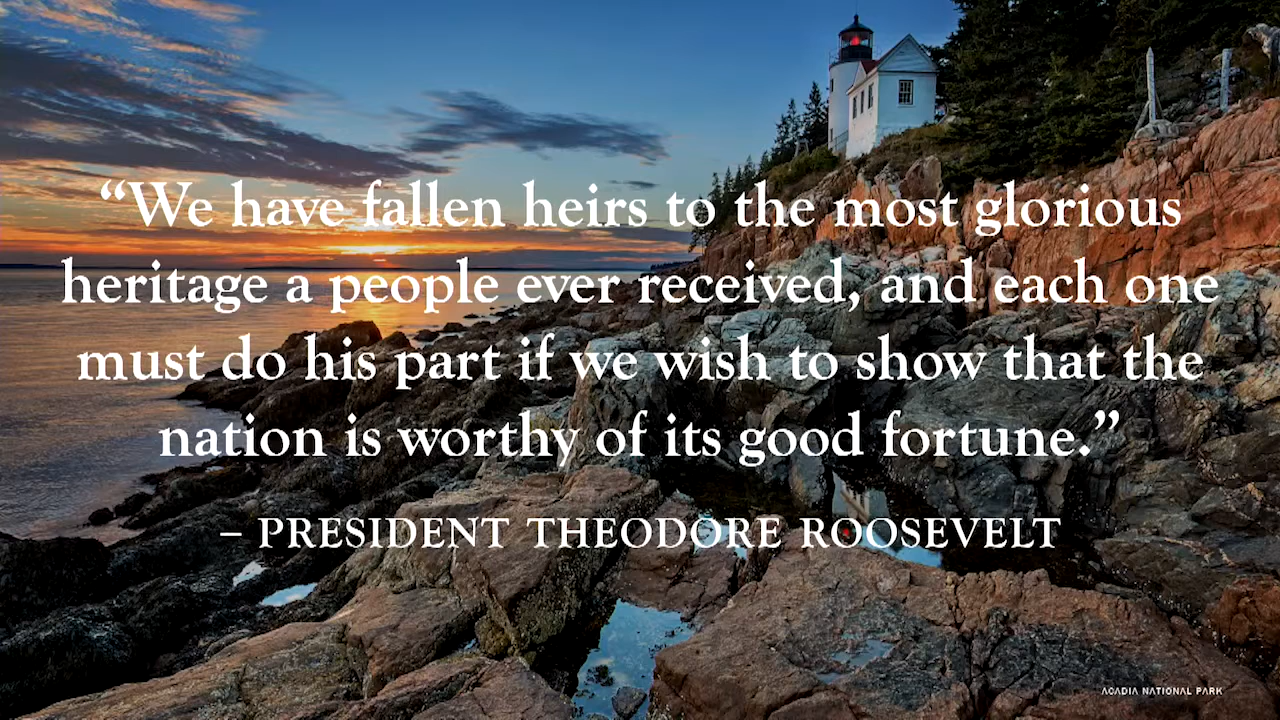 “We have fallen heirs to the most glorious
heritage a people ever received, and each one
must do his part if we wish to show that the
nation is worthy of its good fortune.”
– PRESIDENT THEODORE ROOSEVELT
ACADIA NATIONAL PARK